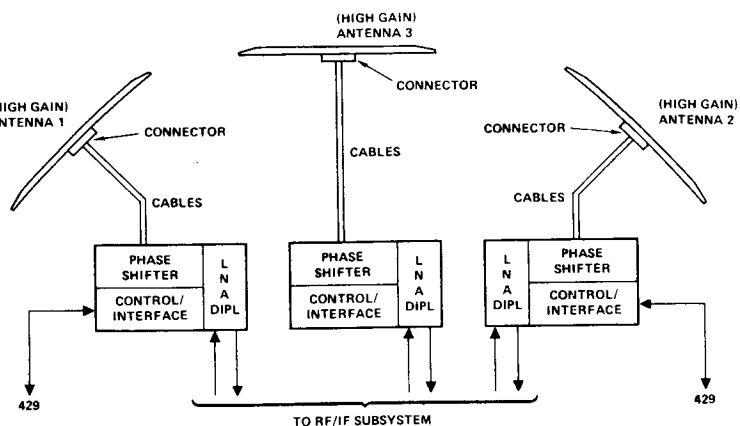 (HIGH GAIN)
ANTENNA 3
CONNECTOR
CABLES
HIGH GAIN)
NTENNA 1
CONNECTOR
CABLES
(HIGH GAIN)
ANTENNA 2
CONNECTOR
CABLES
PHASE
SHIFTER
CONTROL/
INTERFACE
L
N
A
DIPL
PHASE
SHIFTER
CONTROL/
INTERFACE
L
N
A
DIPL
L
N
A
DIPL
PHASE
SHIFTER
CONTROL/
INTERFACE
429
429
TO RF/IF SUBSYSTEM